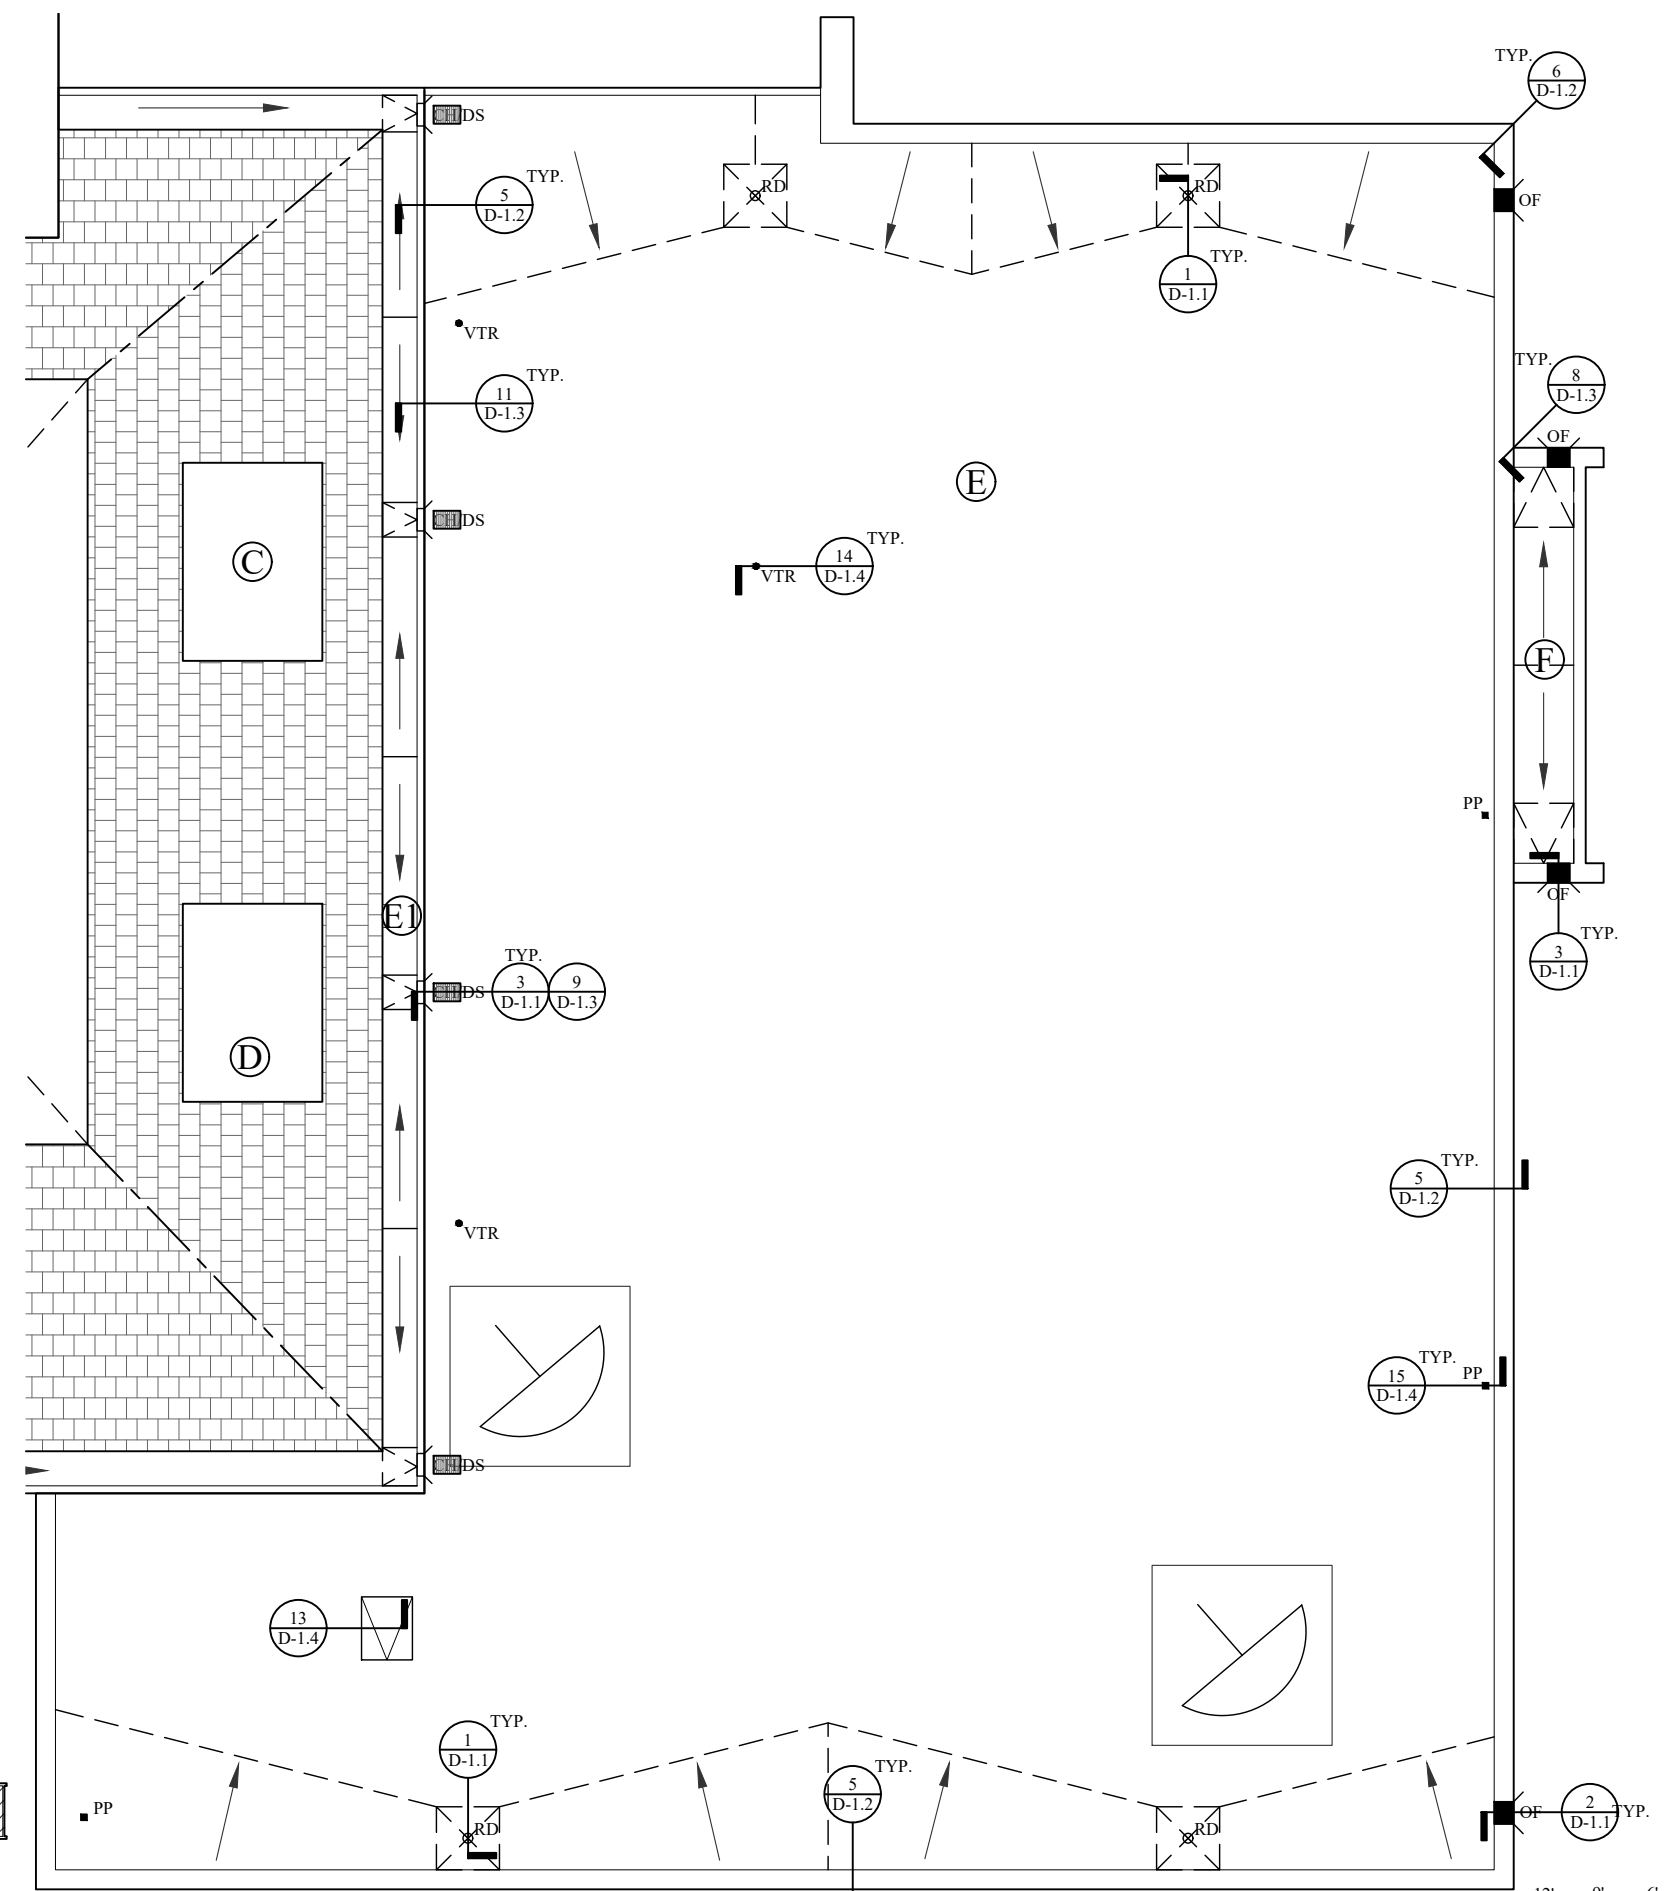 TYP.
6
D-1.2
CH DS
5
D-1.2
TYP.
RD
RD
OF
1
D-1.1
TYP.
VTR
11
D-1.3
TYP.
TYP.
8
D-1.3
OF
E
C
CH DS
14
D-1.4
TYP.
VTR
F
PP
OF
E1
TYP.
3
D-1.1
9
D-1.3
CH DS
3
D-1.1
TYP.
D
5
D-1.2
TYP.
VTR
15
D-1.4
TYP.
PP
CH DS
13
D-1.4
1
D-1.1
TYP.
5
D-1.2
TYP.
PP
RD
RD
OF
2
D-1.1
TYP.